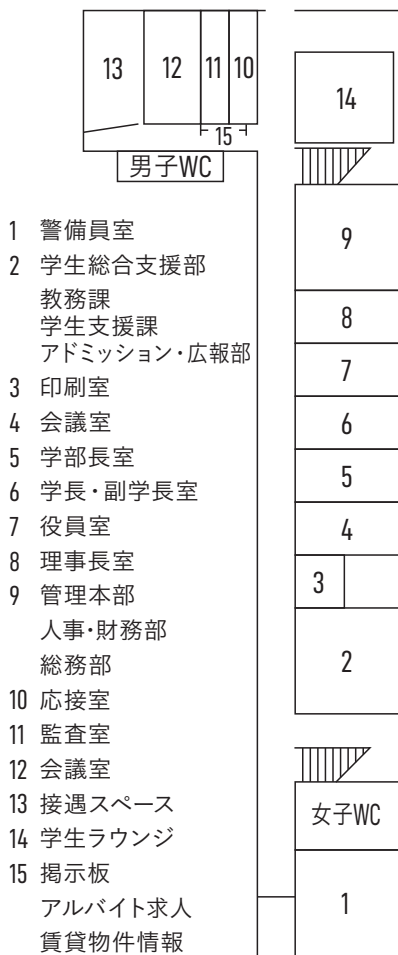 13
12
11
10
14
15
男子WC
9
8
7
6
5
4
3
2
女子WC
1
1 警備員室
2 学生総合支援部
教務課
学生支援課
アドミッション・広報部
3 印刷室
4 会議室
5 学部長室
6 学長・副学長室
7 役員室
8 理事長室
9 管理本部
人事・財務部
総務部
10 応接室
11 監査室
12 会議室
13 接遇スペース
14 学生ラウンジ
15 掲示板
アルバイト求人
賃貸物件情報